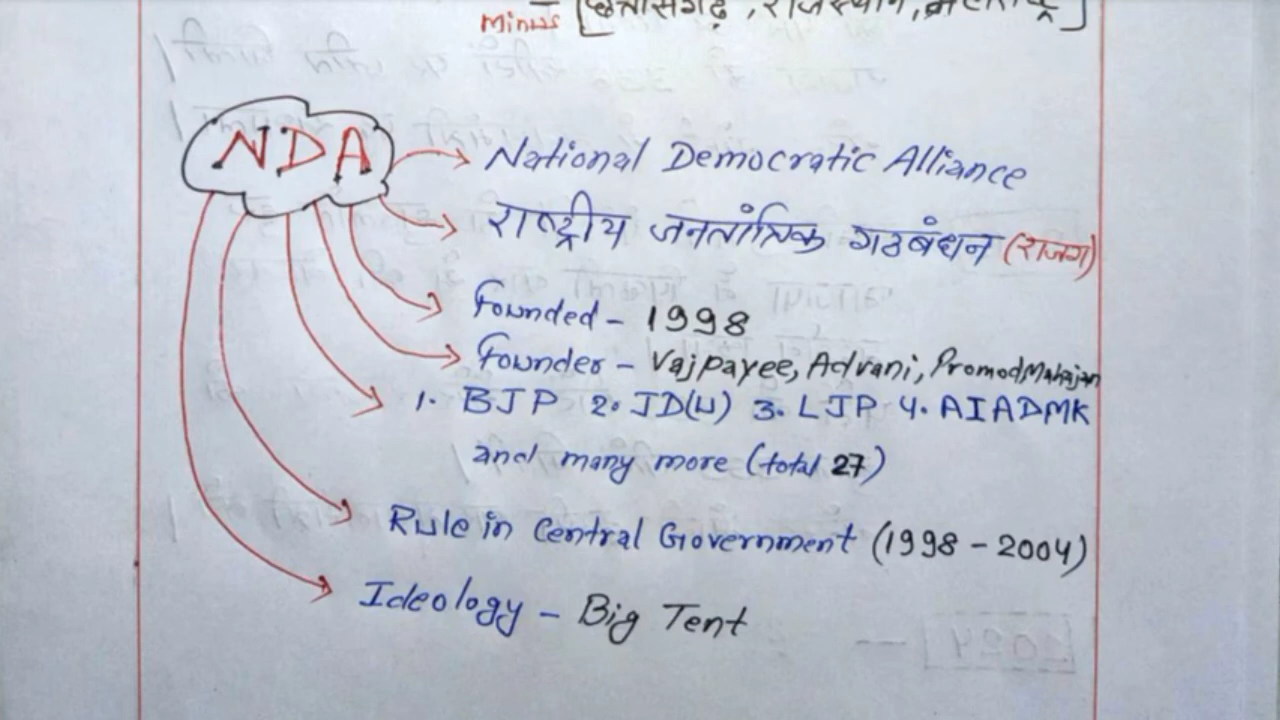 Minus [छत्तीसगढ़, राजस्थान,
NDA
National Democratic Alliance
राष्ट्रीय जनतांत्रिक गठबंधन (राजग)
Founded - 1998
Founder - Vajpayee, Advani, Promod Mahajan
1. BJP 2. JD(U) 3. LJP 4. AIADMK
and many more (total 27)
Rule in Central Government (1998 - 2004)
Ideology - Big Tent